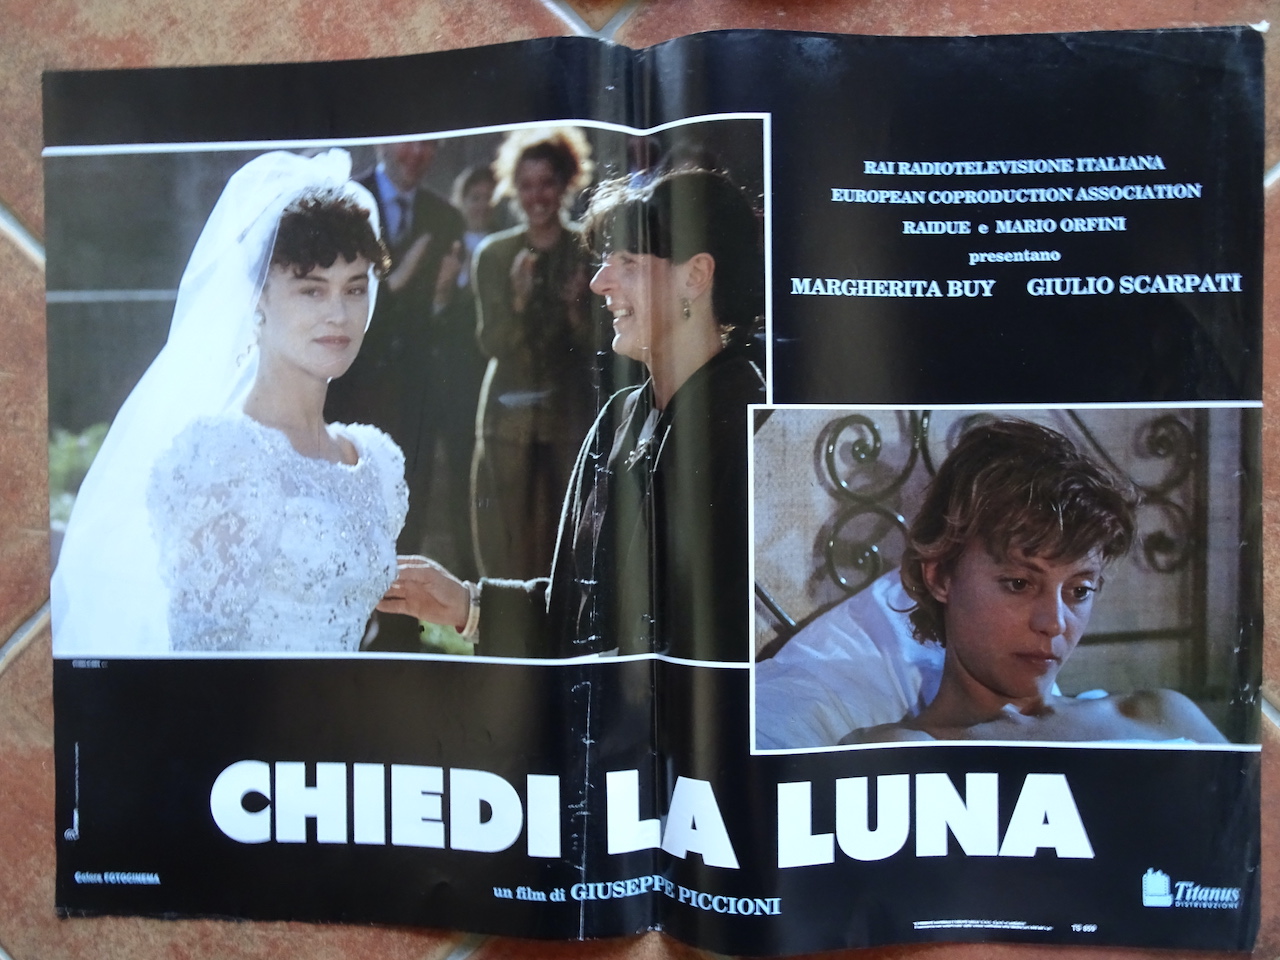 RAI RADIOTELEVISIONE ITALIANA
EUROPEAN COPRODUCTION ASSOCIATION
RAIDUE e MARIO ORFINI
presentano
MARGHERITA BUY GIULIO SCARPATI
CHIEDI LA LUNA
un film di GIUSEPPE PICCIONI
Colore FOTOCINEMA
Titanus
DISTRIBUZIONE